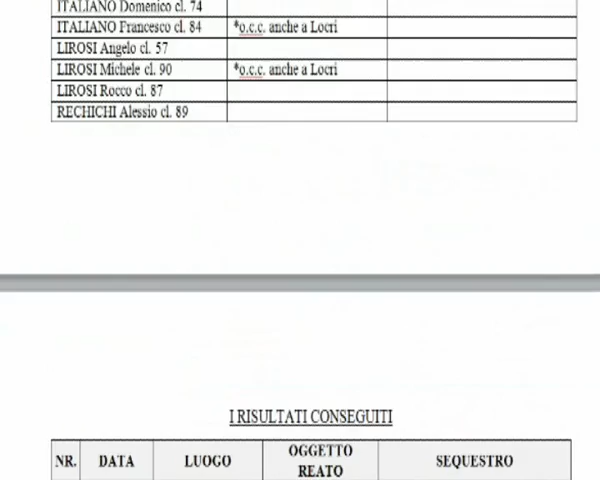 ITALIANO Domenico cl. 74
ITALIANO Francesco cl. 84 *o.c.c. anche a Locri
LIROSI Angelo cl. 57
LIROSI Michele cl. 90 *o.c.c. anche a Locri
LIROSI Rocco cl. 87
RECHICHI Alessio cl. 89
I RISULTATI CONSEGUITI
NR. DATA LUOGO OGGETTO REATO SEQUESTRO